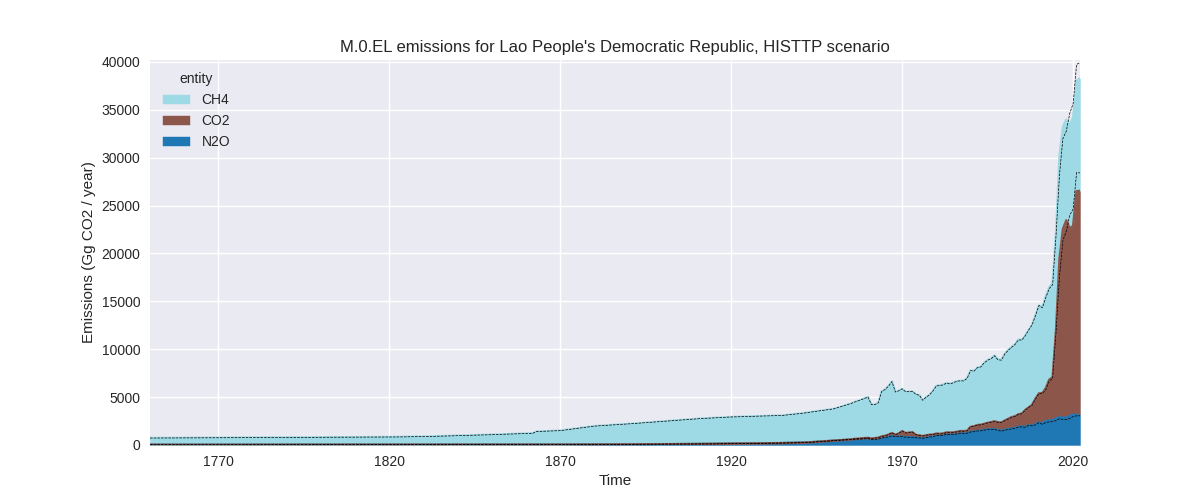 M.0.EL emissions for Lao People's Democratic Republic, HISTTP scenario
entity
CH4
CO2
N2O
Emissions (Gg CO2 / year)
40000
35000
30000
25000
20000
15000
10000
5000
0
1770 1820 1870 1920 1970 2020
Time